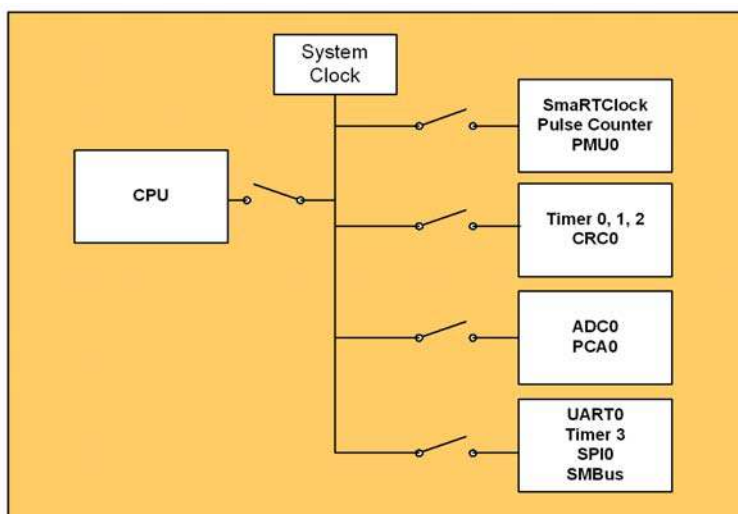 System
Clock
SmaRTClock
Pulse Counter
PMU0
CPU
Timer 0, 1, 2
CRC0
ADC0
PCA0
UART0
Timer 3
SPI0
SMBus